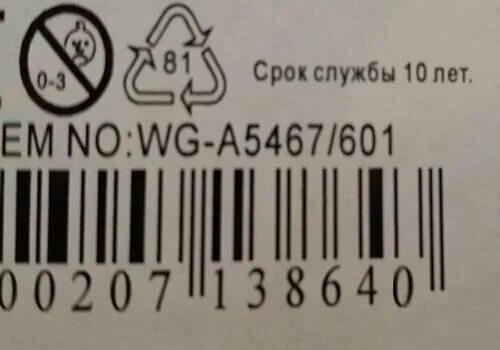 0-3
81
Срок службы 10 лет.
EM NO:WG-A5467/601
00207 138640